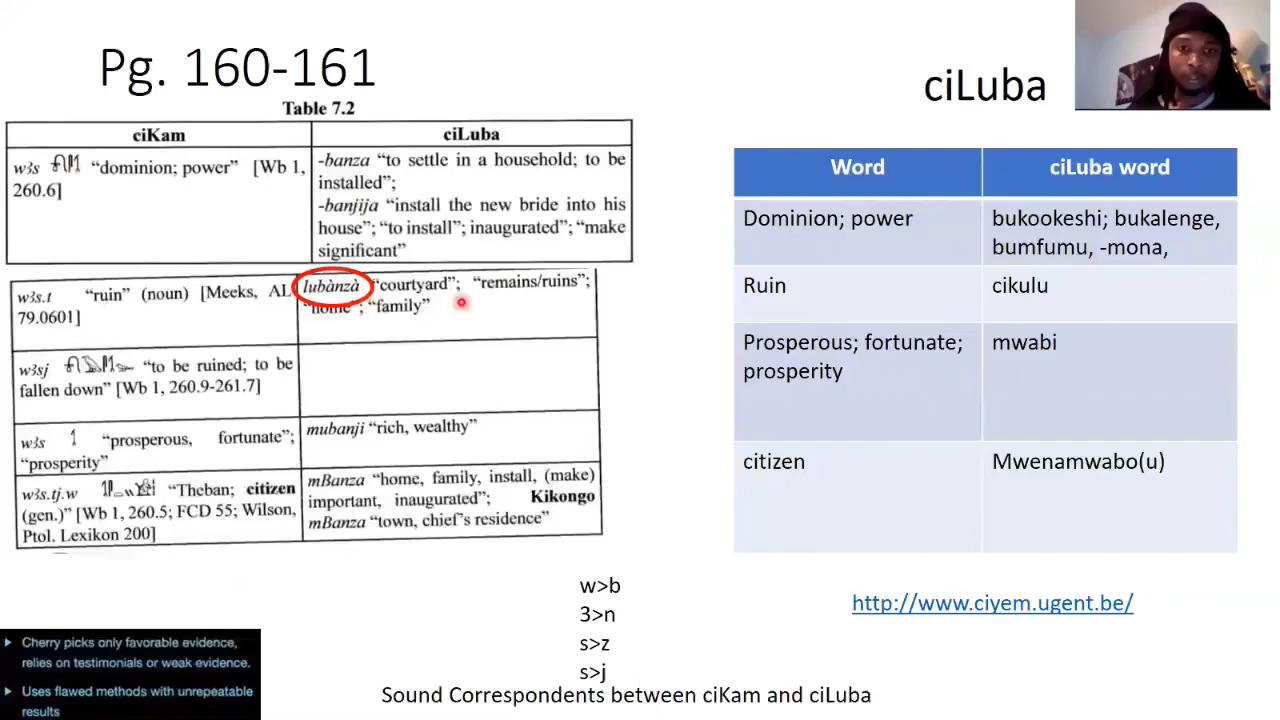 Pg. 160-161
Table 7.2
ciKam
ciLuba
wꜣs "dominion; power" [Wb 1,
260.6]
-banza "to settle in a household; to be
installed";
-banjija "install the new bride into his
house"; "to install"; inaugurated"; "make
significant"
wꜣs.t "ruin" (noun) [Meeks, AL
79.0601]
lubànzà "courtyard"; "remains/ruins";
"home"; "family"
wꜣsj "to be ruined; to be
fallen down" [Wb 1, 260.9-261.7]
wꜣs "prosperous, fortunate";
"prosperity"
mubanji "rich, wealthy"
wꜣs.tj.w "Theban; citizen
(gen.)" [Wb 1, 260.5; FCD 55; Wilson,
Ptol. Lexikon 200]
mBanza "home, family, install, (make)
important, inaugurated"; Kikongo
mBanza "town, chief's residence"
ciLuba
Word
ciLuba word
Dominion; power
bukookeshi; bukalenge,
bumfumu, -mona,
Ruin
cikulu
Prosperous; fortunate;
prosperity
mwabi
citizen
Mwenamwabo(u)
http://www.ciyem.ugent.be/
w>b
3>n
s>z
s>j
Sound Correspondents between ciKam and ciLuba
Cherry picks only favorable evidence,
relies on testimonials or weak evidence.
Uses flawed methods with unrepeatable
results